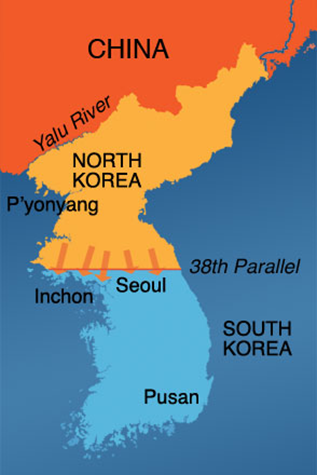 CHINA
Yalu River
NORTH
KOREA
P'yonyang
38th Parallel
Seoul
Inchon
SOUTH
KOREA
Pusan